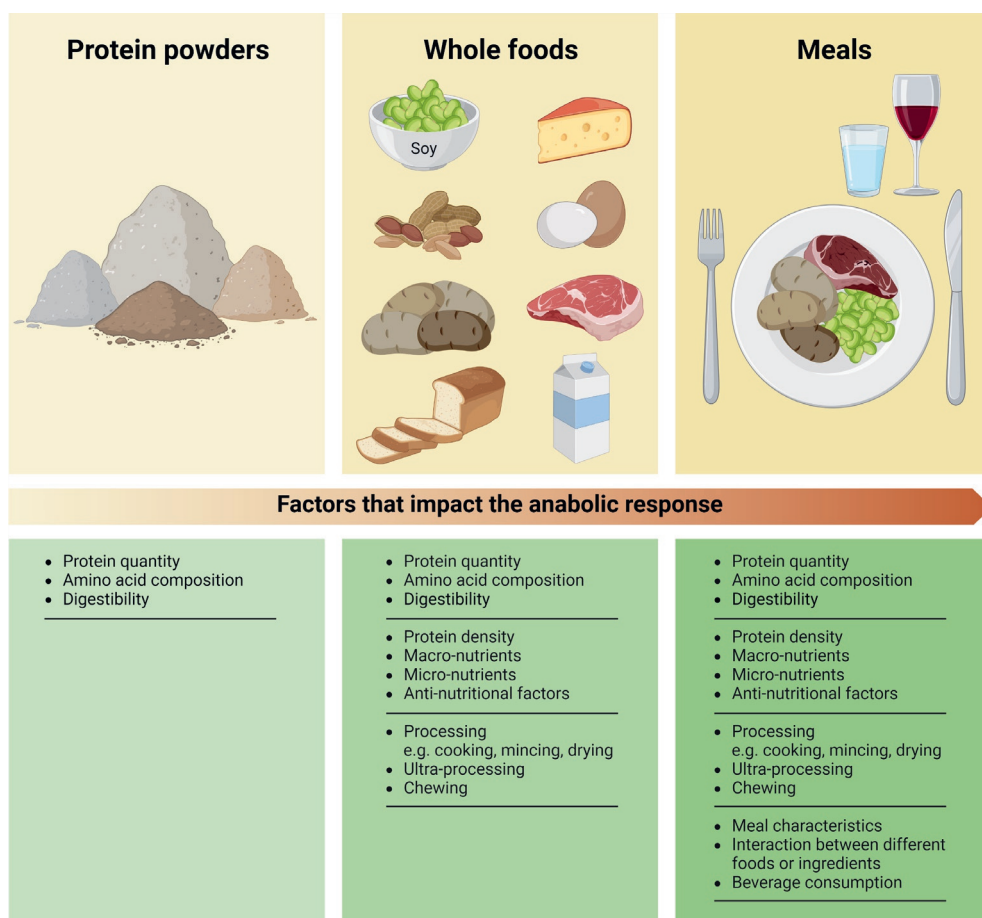 Protein powders
Whole foods
Meals
Soy
Factors that impact the anabolic response
• Protein quantity
• Amino acid composition
• Digestibility
• Protein quantity
• Amino acid composition
• Digestibility
• Protein density
• Macro-nutrients
• Micro-nutrients
• Anti-nutritional factors
• Processing
e.g. cooking, mincing, drying
• Ultra-processing
• Chewing
• Protein quantity
• Amino acid composition
• Digestibility
• Protein density
• Macro-nutrients
• Micro-nutrients
• Anti-nutritional factors
• Processing
e.g. cooking, mincing, drying
• Ultra-processing
• Chewing
• Meal characteristics
• Interaction between different
foods or ingredients
• Beverage consumption